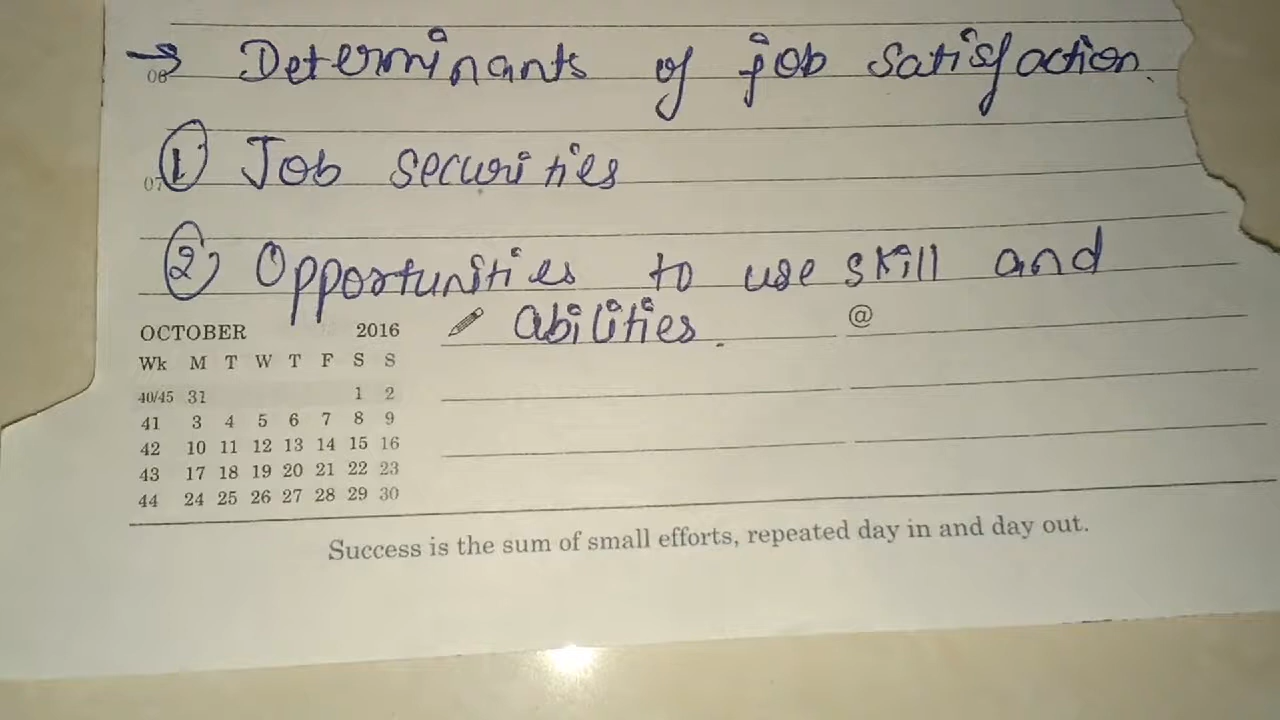 → Determinants of job satisfaction.
06
① Job securities
07
② Opportunities to use skill and
abilities.
@
OCTOBER 2016
Wk M T W T F S S
40/45 31 1 2
41 3 4 5 6 7 8 9
42 10 11 12 13 14 15 16
43 17 18 19 20 21 22 23
44 24 25 26 27 28 29 30
Success is the sum of small efforts, repeated day in and day out.